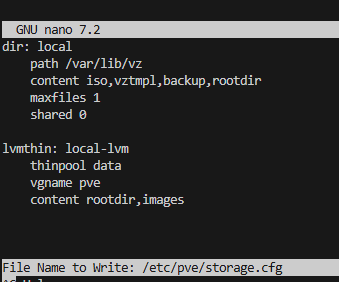 GNU nano 7.2
dir: local
path /var/lib/vz
content iso,vztmpl,backup,rootdir
maxfiles 1
shared 0
lvmthin: local-lvm
thinpool data
vgname pve
content rootdir,images
File Name to Write: /etc/pve/storage.cfg